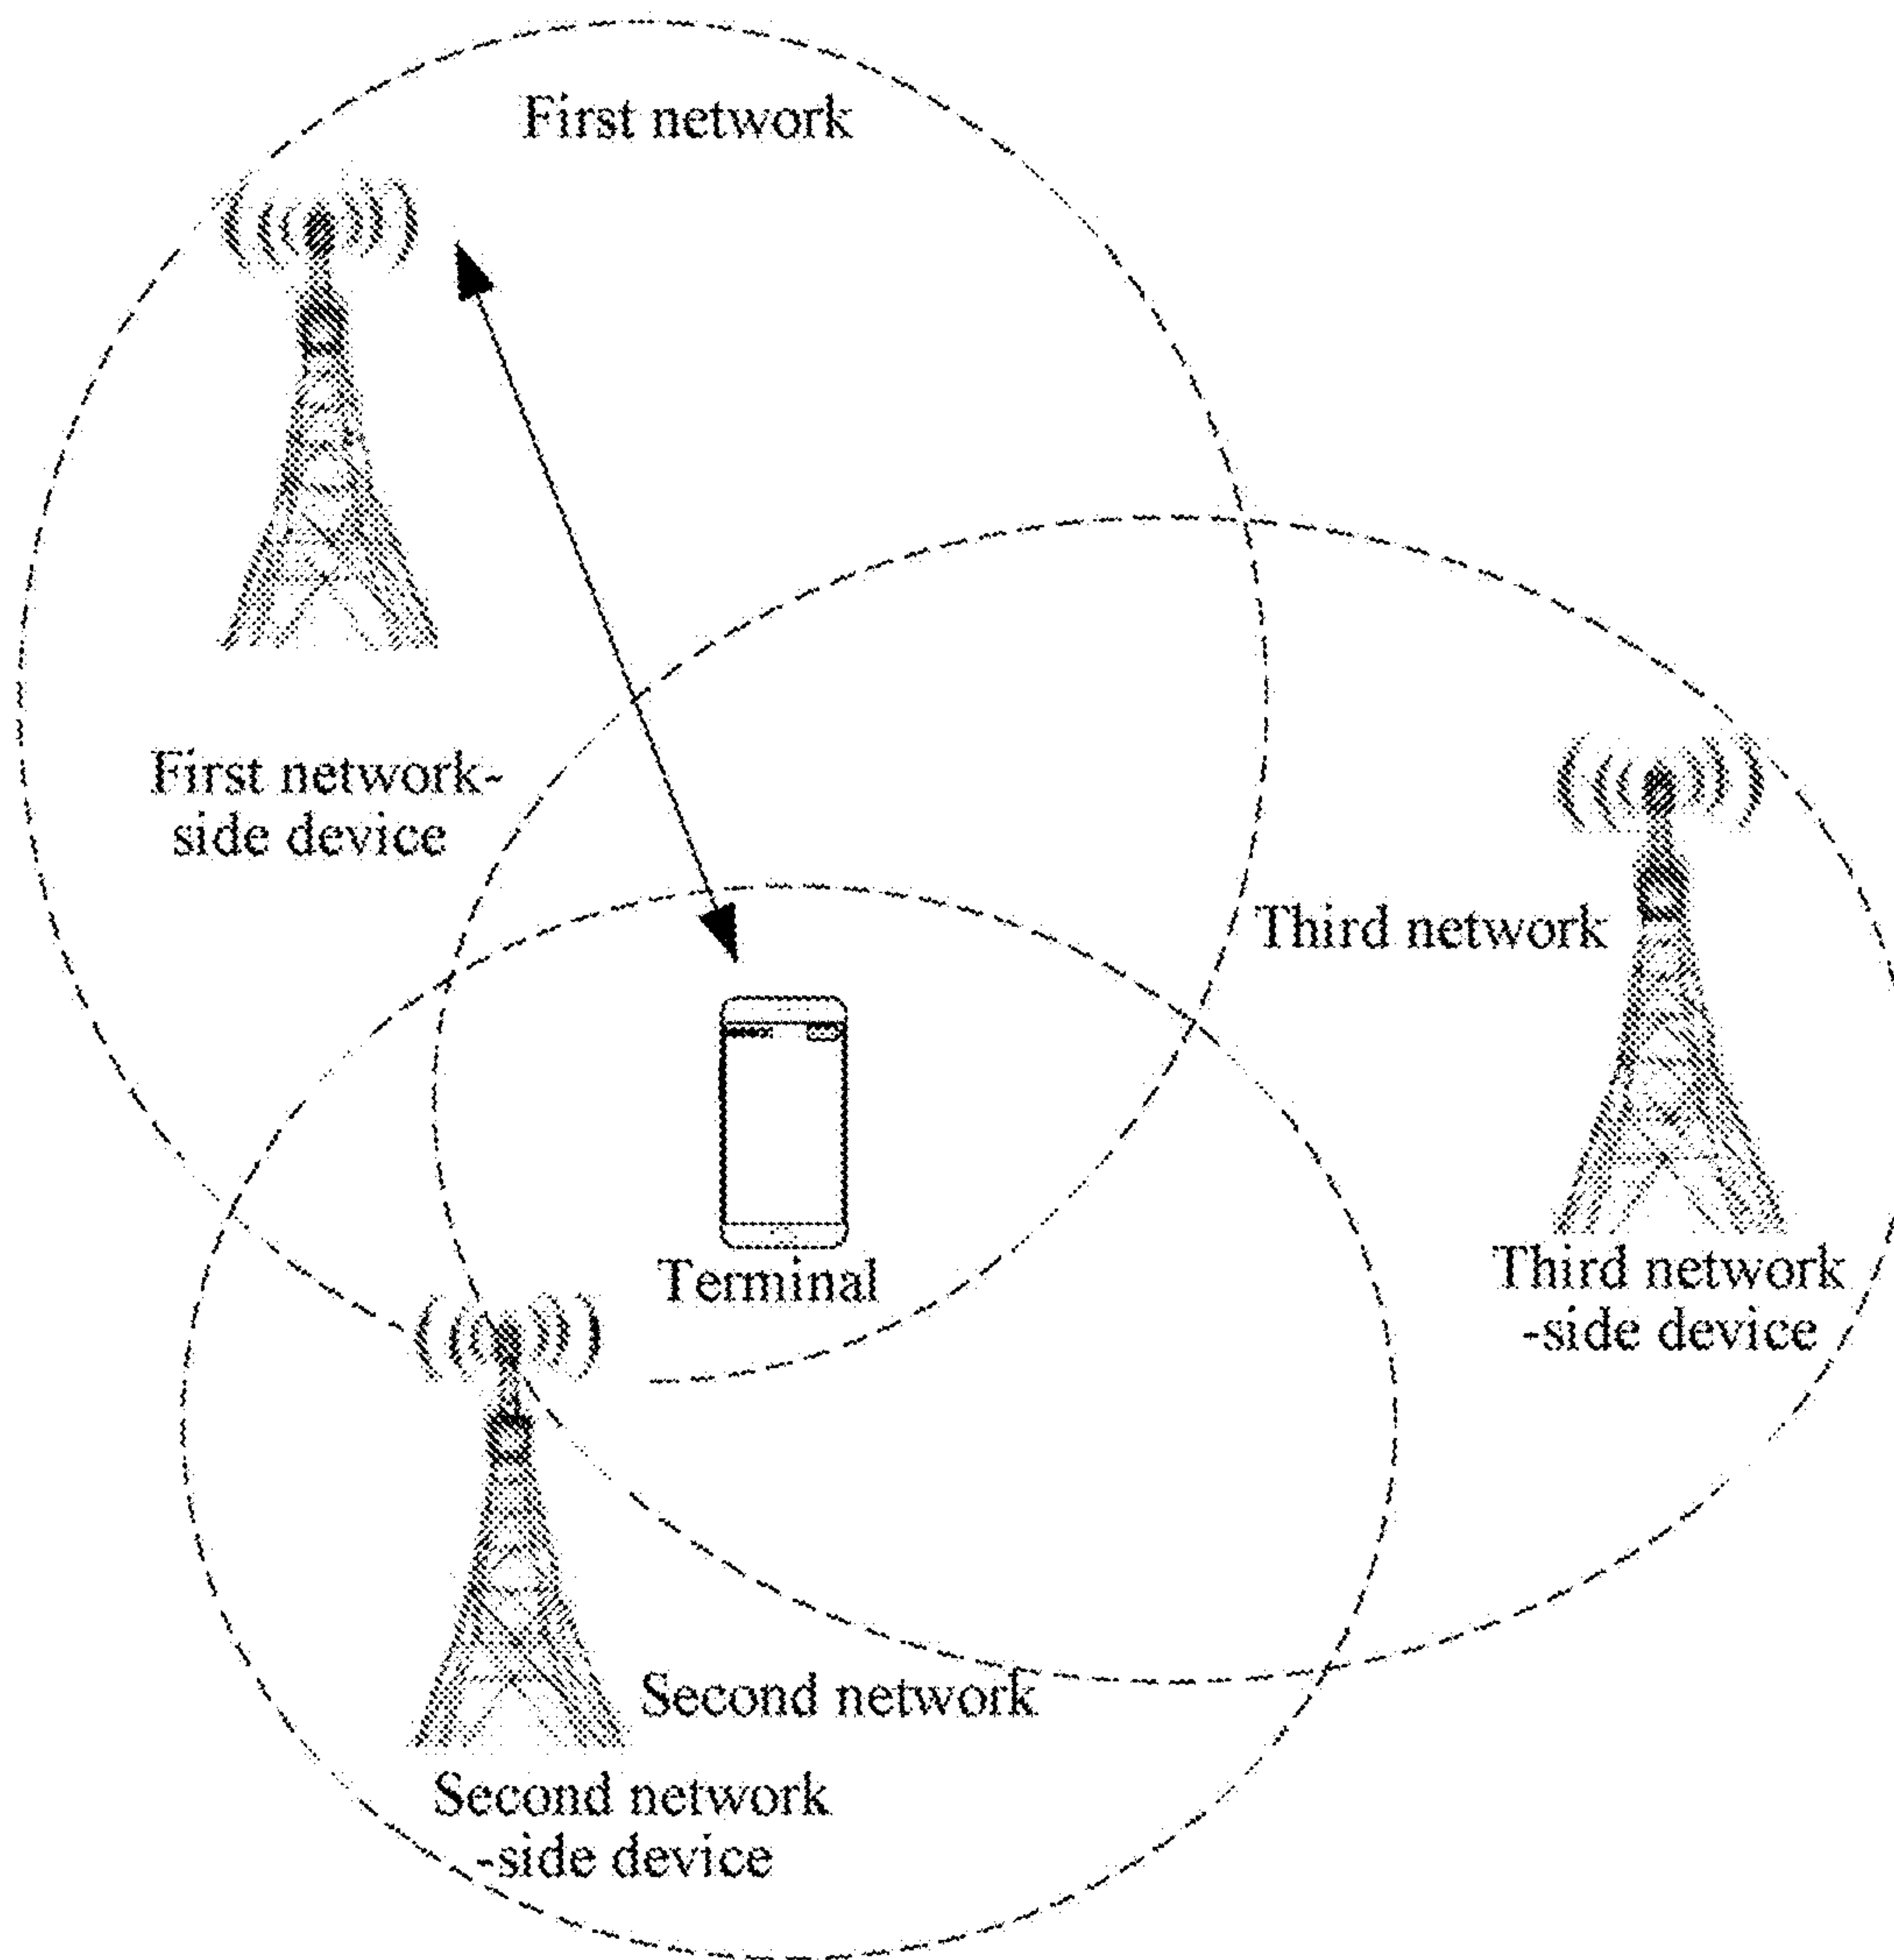 First network
First network-
side device
Third network
Terminal
Third network
-side device
Second network
Second network
-side device